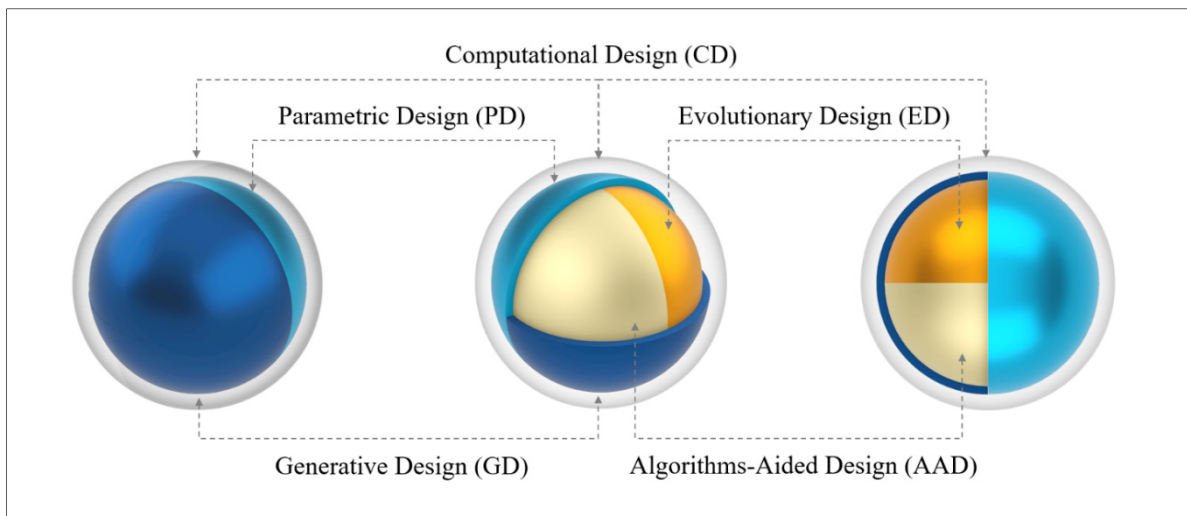 Computational Design (CD)
Parametric Design (PD)
Evolutionary Design (ED)
Generative Design (GD)
Algorithms-Aided Design (AAD)